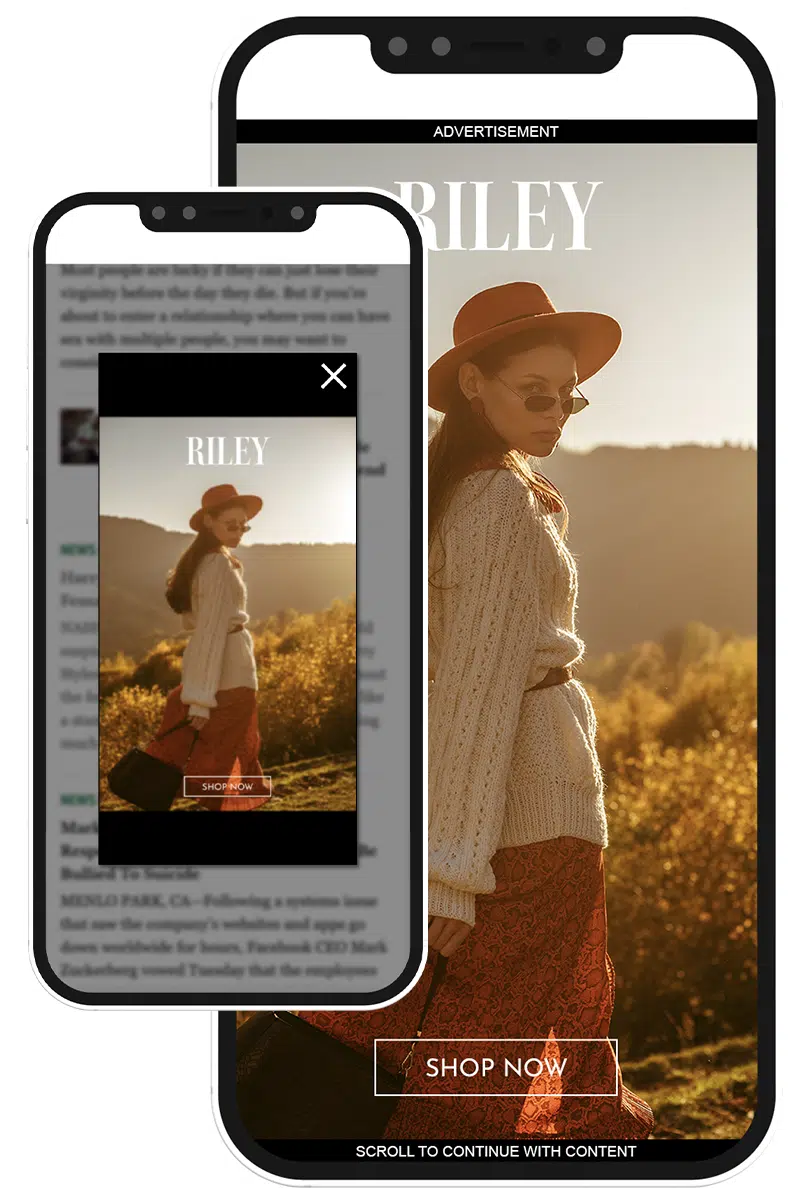 ADVERTISEMENT
RILEY
SHOP NOW
SCROLL TO CONTINUE WITH CONTENT
Most people are lucky if they can just lose their
virginity before the day they die. But if you're
about to enter a relationship where you can have
sex with multiple people, you may want to
RILEY
SHOP NOW
NEWS
NEWS
Mark
Be
Bullied To Suicide
MENLO PARK, CA—Following a systems issue
that saw the company's websites and apps go
down worldwide for hours, Facebook CEO Mark
Zuckerberg vowed Tuesday that the employees